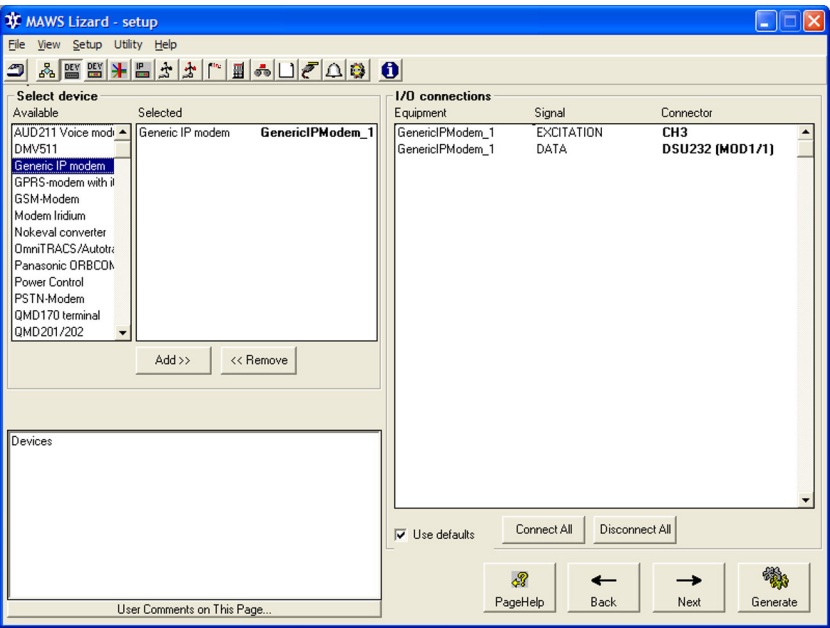 MAWS Lizard - setup
File View Setup Utility Help
DEV DEV IP
Select device
Available Selected
AUD211 Voice mod
DMV511
Generic IP modem
GPRS-modem with i
GSM-Modem
Modem Iridium
Nokeval converter
OmniTRACS/Autotra
Panasonic ORBCOM
Power Control
PSTN-Modem
QMD170 terminal
QMD201/202
Generic IP modem GenericIPModem_1
Add >> << Remove
Devices
User Comments on This Page...
I/O connections
Equipment Signal Connector
GenericIPModem_1 EXCITATION CH3
GenericIPModem_1 DATA DSU232 (MOD1/1)
Use defaults Connect All Disconnect All
PageHelp Back Next Generate